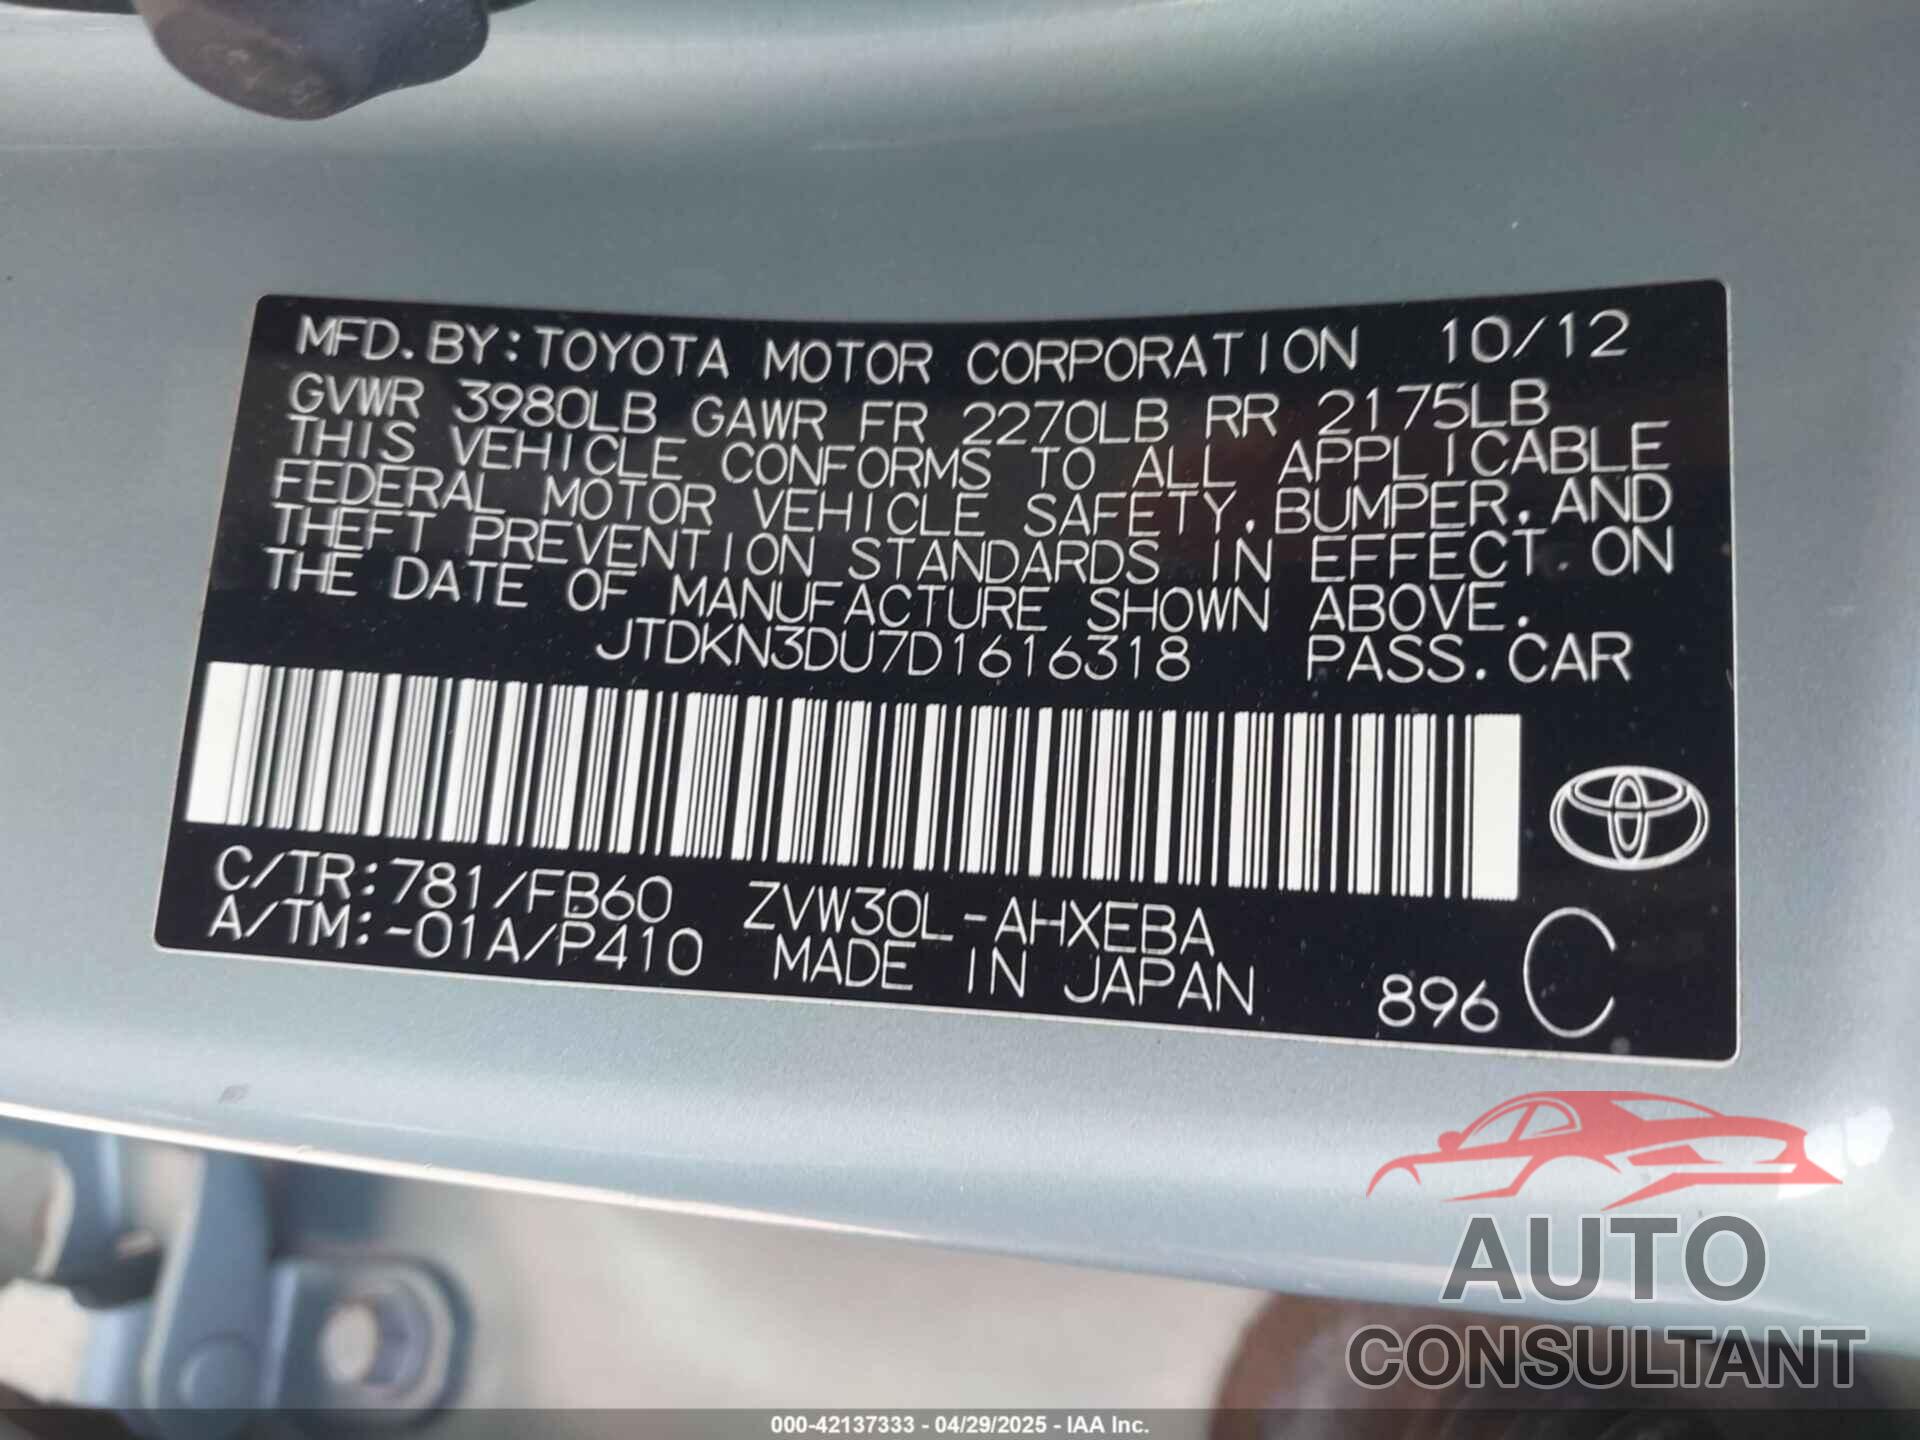 MFD. BY: TOYOTA MOTOR CORPORATION 10/12
GVWR 3980LB GAWR FR 2270LB RR 2175LB
THIS VEHICLE CONFORMS TO ALL APPLICABLE
FEDERAL MOTOR VEHICLE SAFETY, BUMPER, AND
THEFT PREVENTION STANDARDS IN EFFECT ON
THE DATE OF MANUFACTURE SHOWN ABOVE.
JTDKN3DU7D1616318 PASS. CAR
C/TR: 781/FB60 ZVW30L-AHXEBA
A/TM: -01A/P410 MADE IN JAPAN 896 C
AUTO
CONSULTANT
000-42137333 - 04/29/2025 - IAA Inc.